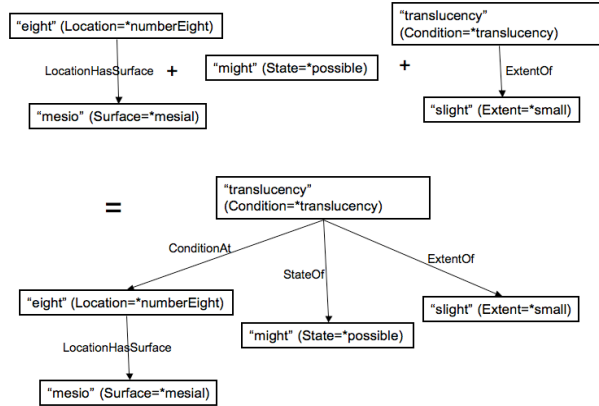 "translucency"
(Condition=*translucency)
"eight" (Location=*numberEight)
LocationHasSurface
+
"might" (State=*possible)
+
ExtentOf
"mesio" (Surface=*mesial)
"slight" (Extent=*small)
=
"translucency"
(Condition=*translucency)
ConditionAt
StateOf
ExtentOf
"eight" (Location=*numberEight)
"slight" (Extent=*small)
"might" (State=*possible)
LocationHasSurface
"mesio" (Surface=*mesial)